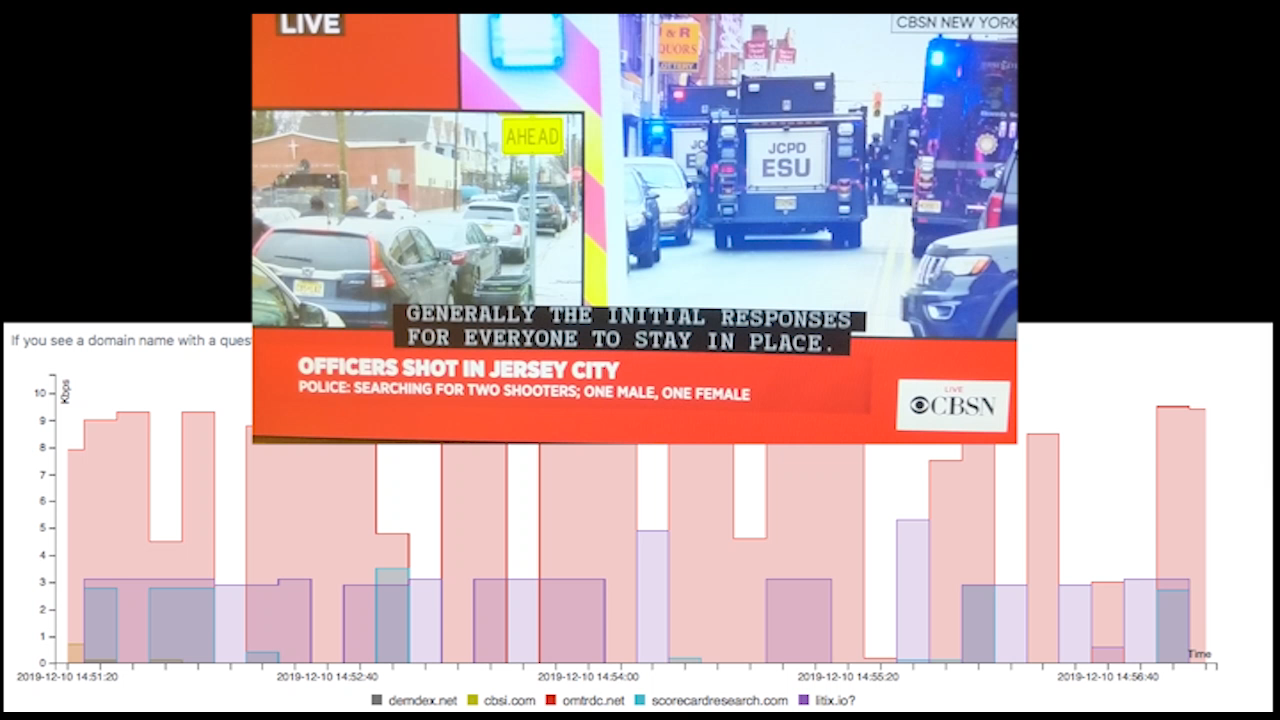 LIVE
CBSN NEW YORK
& R
QUORS
LOTTERY
AHEAD
JCPD
ESU
GENERALLY THE INITIAL RESPONSES
FOR EVERYONE TO STAY IN PLACE.
OFFICERS SHOT IN JERSEY CITY
POLICE: SEARCHING FOR TWO SHOOTERS; ONE MALE, ONE FEMALE
LIVE
CBSN
If you see a domain name with a ques
Kbps
10
9
8
7
6
5
4
3
2
1
0
Time
2019-12-10 14:51:20
2019-12-10 14:52:40
2019-12-10 14:54:00
2019-12-10 14:55:20
2019-12-10 14:56:40
demdex.net cbsi.com omtrdc.net scorecardresearch.com litix.io?